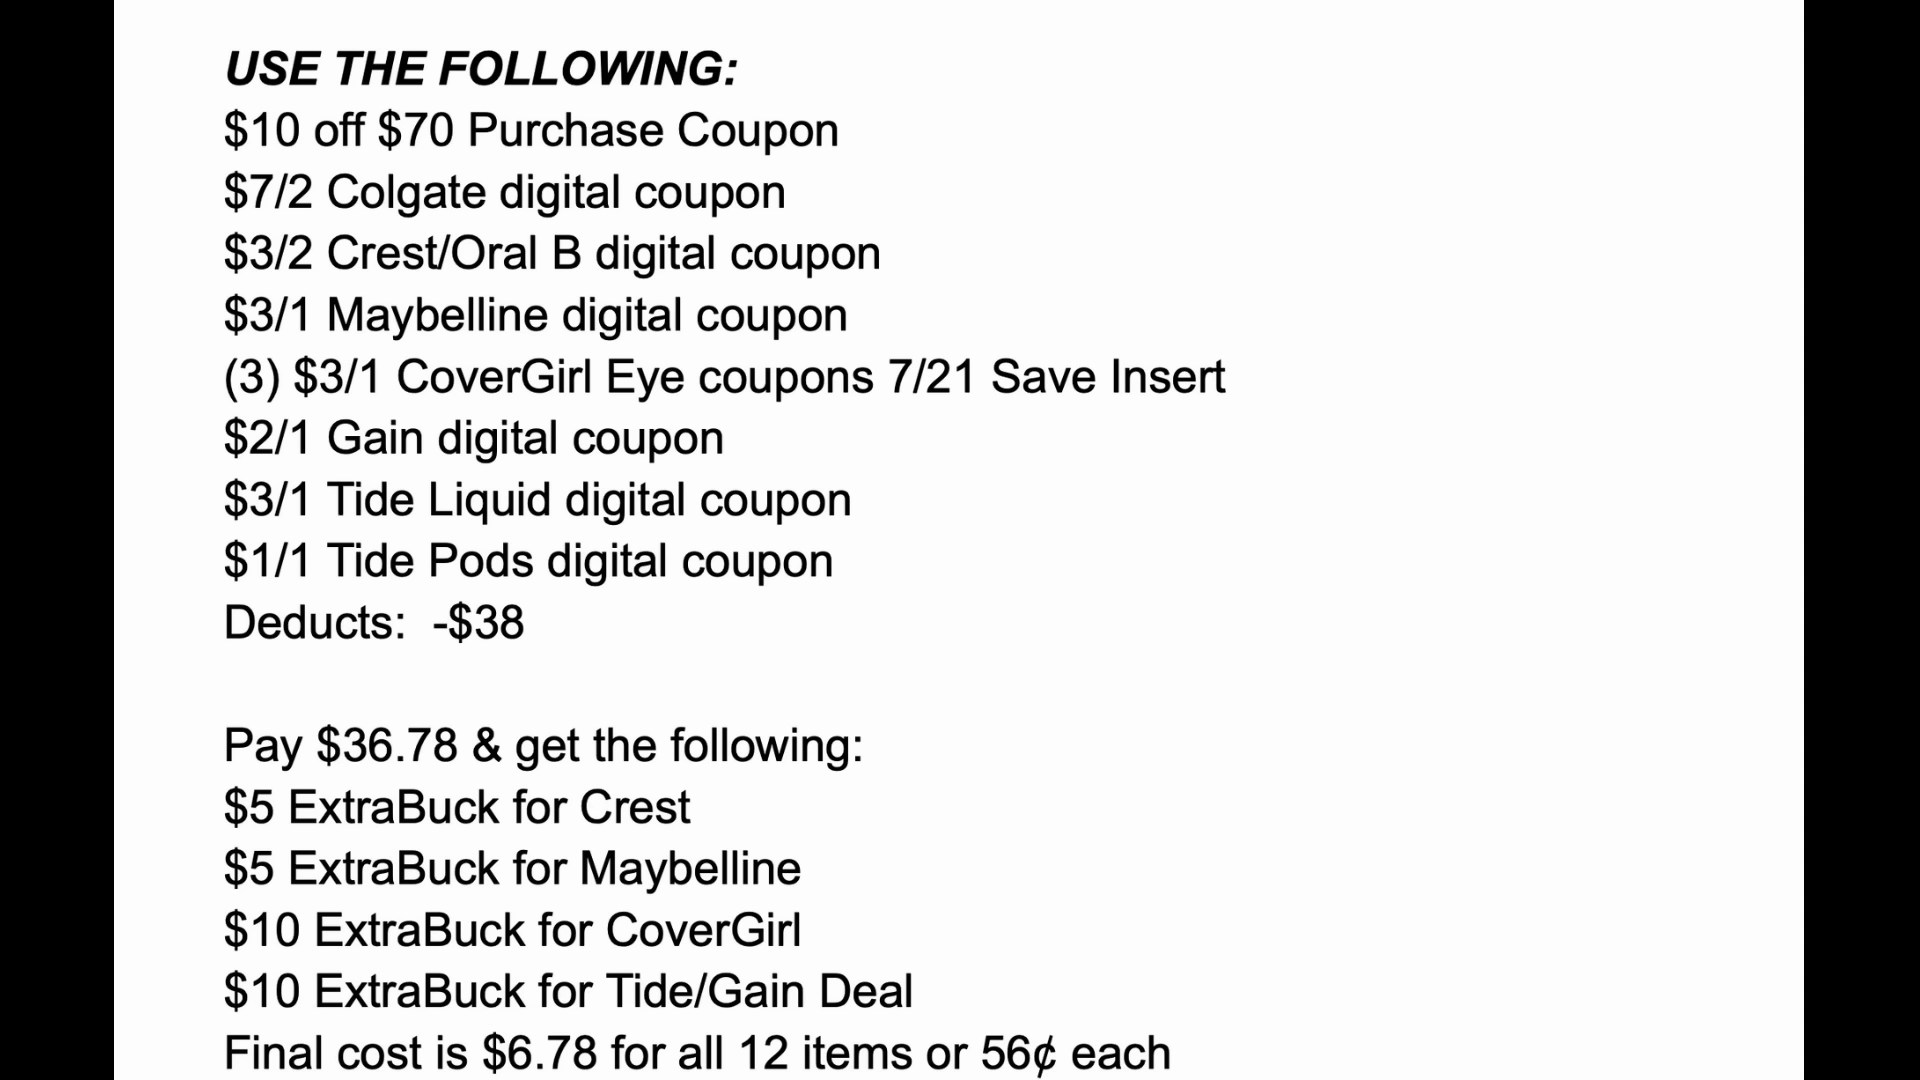 USE THE FOLLOWING:
$10 off $70 Purchase Coupon
$7/2 Colgate digital coupon
$3/2 Crest/Oral B digital coupon
$3/1 Maybelline digital coupon
(3) $3/1 CoverGirl Eye coupons 7/21 Save Insert
$2/1 Gain digital coupon
$3/1 Tide Liquid digital coupon
$1/1 Tide Pods digital coupon
Deducts:  -$38
Pay $36.78 & get the following:
$5 ExtraBuck for Crest
$5 ExtraBuck for Maybelline
$10 ExtraBuck for CoverGirl
$10 ExtraBuck for Tide/Gain Deal
Final cost is $6.78 for all 12 items or 56¢ each